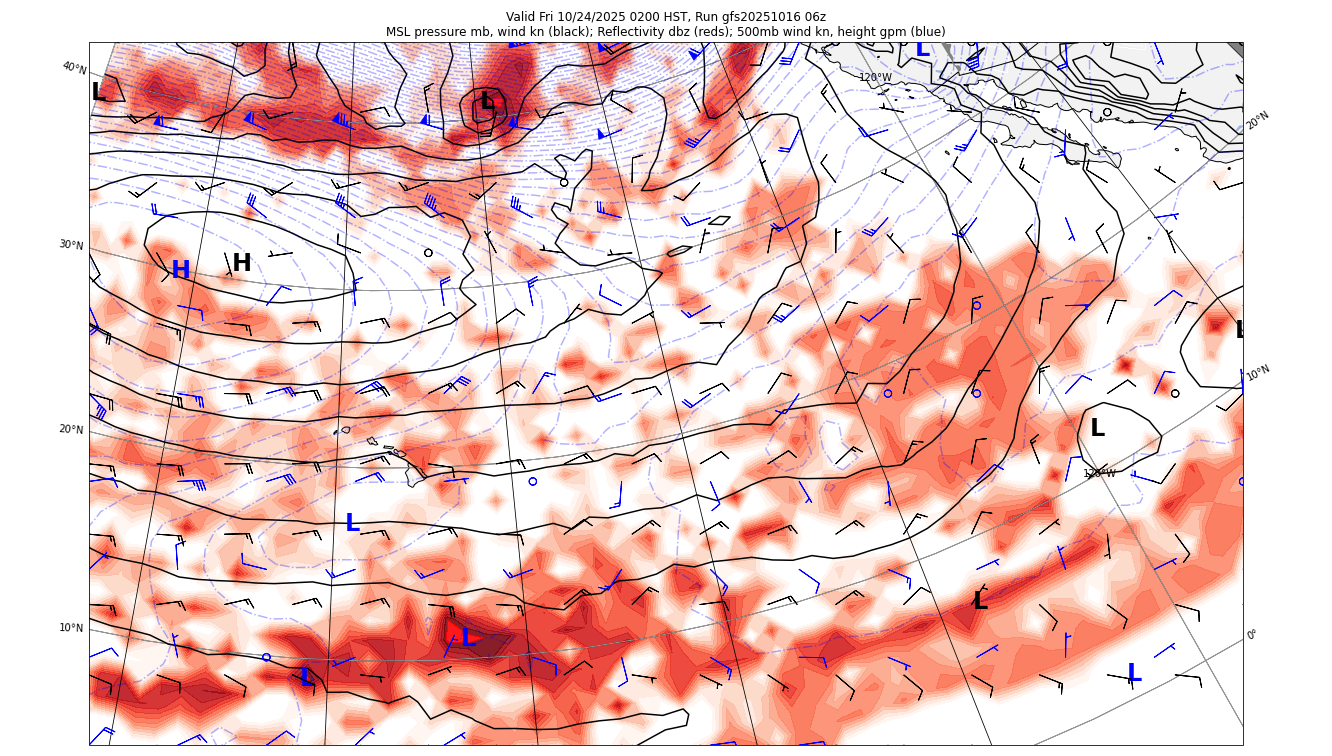 Valid Fri 10/24/2025 0200 HST, Run gfs20251016 06z
MSL pressure mb, wind kn (black); Reflectivity dbz (reds); 500mb wind kn, height gpm (blue)
L
40°N
120°W
L
L
20°N
30°N
H
H
L
10°N
20°N
L
120°W
L
L
10°N
L
0°
L
L